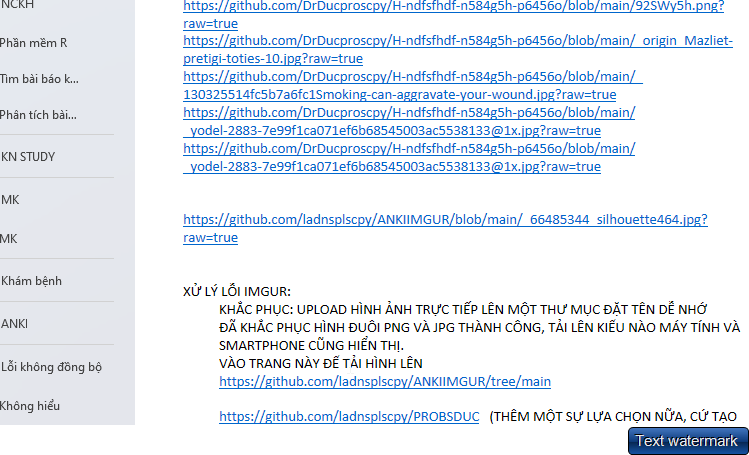 NCKH
Phần mềm R
Tìm bài báo k...
Phân tích bài...
KN STUDY
MK
MK
Khám bệnh
ANKI
Lỗi không đồng bộ
Không hiểu
https://github.com/DrDucproscpy/H-ndfsfhdf-n584g5h-p6456o/blob/main/92SWy5h.png?
raw=true
https://github.com/DrDucproscpy/H-ndfsfhdf-n584g5h-p6456o/blob/main/_origin_Mazliet-
pretigi-toties-10.jpg?raw=true
https://github.com/DrDucproscpy/H-ndfsfhdf-n584g5h-p6456o/blob/main/_
130325514fc5b7a6fc1Smoking-can-aggravate-your-wound.jpg?raw=true
https://github.com/DrDucproscpy/H-ndfsfhdf-n584g5h-p6456o/blob/main/
_yodel-2883-7e99f1ca071ef6b68545003ac5538133@1x.jpg?raw=true
https://github.com/DrDucproscpy/H-ndfsfhdf-n584g5h-p6456o/blob/main/
_yodel-2883-7e99f1ca071ef6b68545003ac5538133@1x.jpg?raw=true
https://github.com/ladnsplscpy/ANKIIMGUR/blob/main/_66485344_silhouette464.jpg?
raw=true
XỬ LÝ LỖI IMGUR:
KHẮC PHỤC: UPLOAD HÌNH ẢNH TRỰC TIẾP LÊN MỘT THƯ MỤC ĐẶT TÊN DỄ NHỚ
ĐÃ KHẮC PHỤC HÌNH ĐUÔI PNG VÀ JPG THÀNH CÔNG, TẢI LÊN KIỂU NÀO MÁY TÍNH VÀ
SMARTPHONE CŨNG HIỂN THỊ.
VÀO TRANG NÀY ĐỂ TẢI HÌNH LÊN
https://github.com/ladnsplscpy/ANKIIMGUR/tree/main
https://github.com/ladnsplscpy/PROBSDUC (THÊM MỘT SỰ LỰA CHỌN NỮA, CỨ TẠO
Text watermark